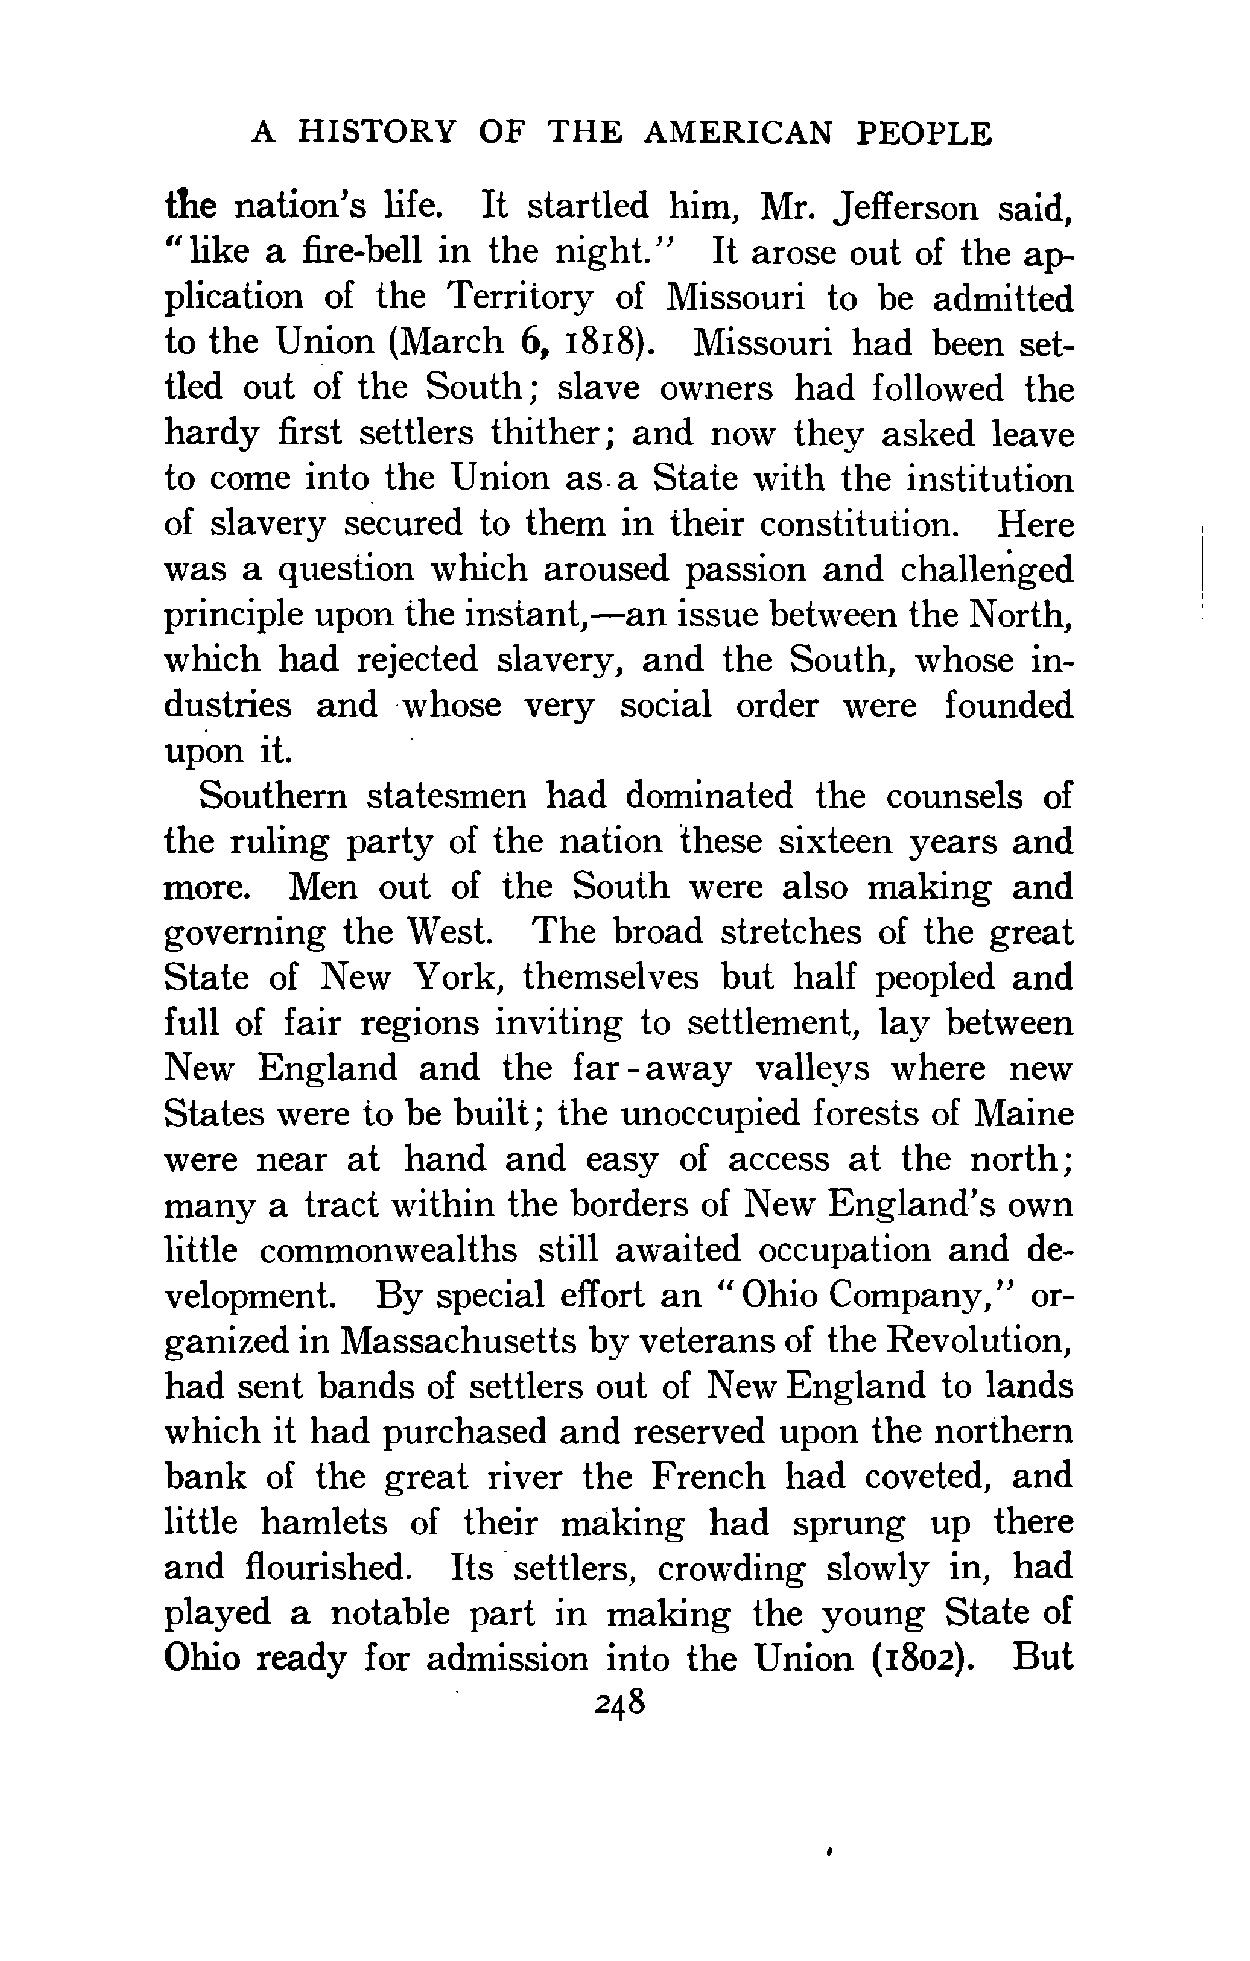 A HISTORY OF THE AMERICAN PEOPLE
the nation's life. It startled him, Mr. Jefferson said,
"like a fire-bell in the night." It arose out of the ap-
plication of the Territory of Missouri to be admitted
to the Union (March 6, 1818). Missouri had been set-
tled out of the South; slave owners had followed the
hardy first settlers thither; and now they asked leave
to come into the Union as a State with the institution
of slavery secured to them in their constitution. Here
was a question which aroused passion and challenged
principle upon the instant,—an issue between the North,
which had rejected slavery, and the South, whose in-
dustries and whose very social order were founded
upon it.
Southern statesmen had dominated the counsels of
the ruling party of the nation these sixteen years and
more. Men out of the South were also making and
governing the West. The broad stretches of the great
State of New York, themselves but half peopled and
full of fair regions inviting to settlement, lay between
New England and the far-away valleys where new
States were to be built; the unoccupied forests of Maine
were near at hand and easy of access at the north;
many a tract within the borders of New England's own
little commonwealths still awaited occupation and de-
velopment. By special effort an "Ohio Company," or-
ganized in Massachusetts by veterans of the Revolution,
had sent bands of settlers out of New England to lands
which it had purchased and reserved upon the northern
bank of the great river the French had coveted, and
little hamlets of their making had sprung up there
and flourished. Its settlers, crowding slowly in, had
played a notable part in making the young State of
Ohio ready for admission into the Union (1802). But
248